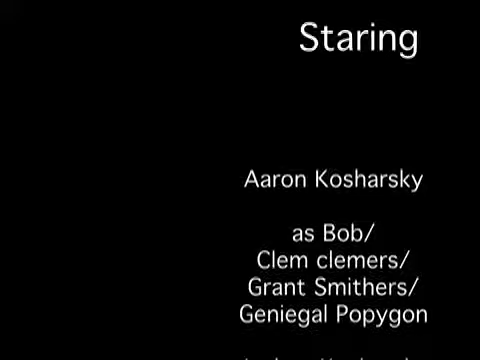 Staring
Aaron Kosharsky
as Bob/
Clem clemers/
Grant Smithers/
Geniegal Popygon